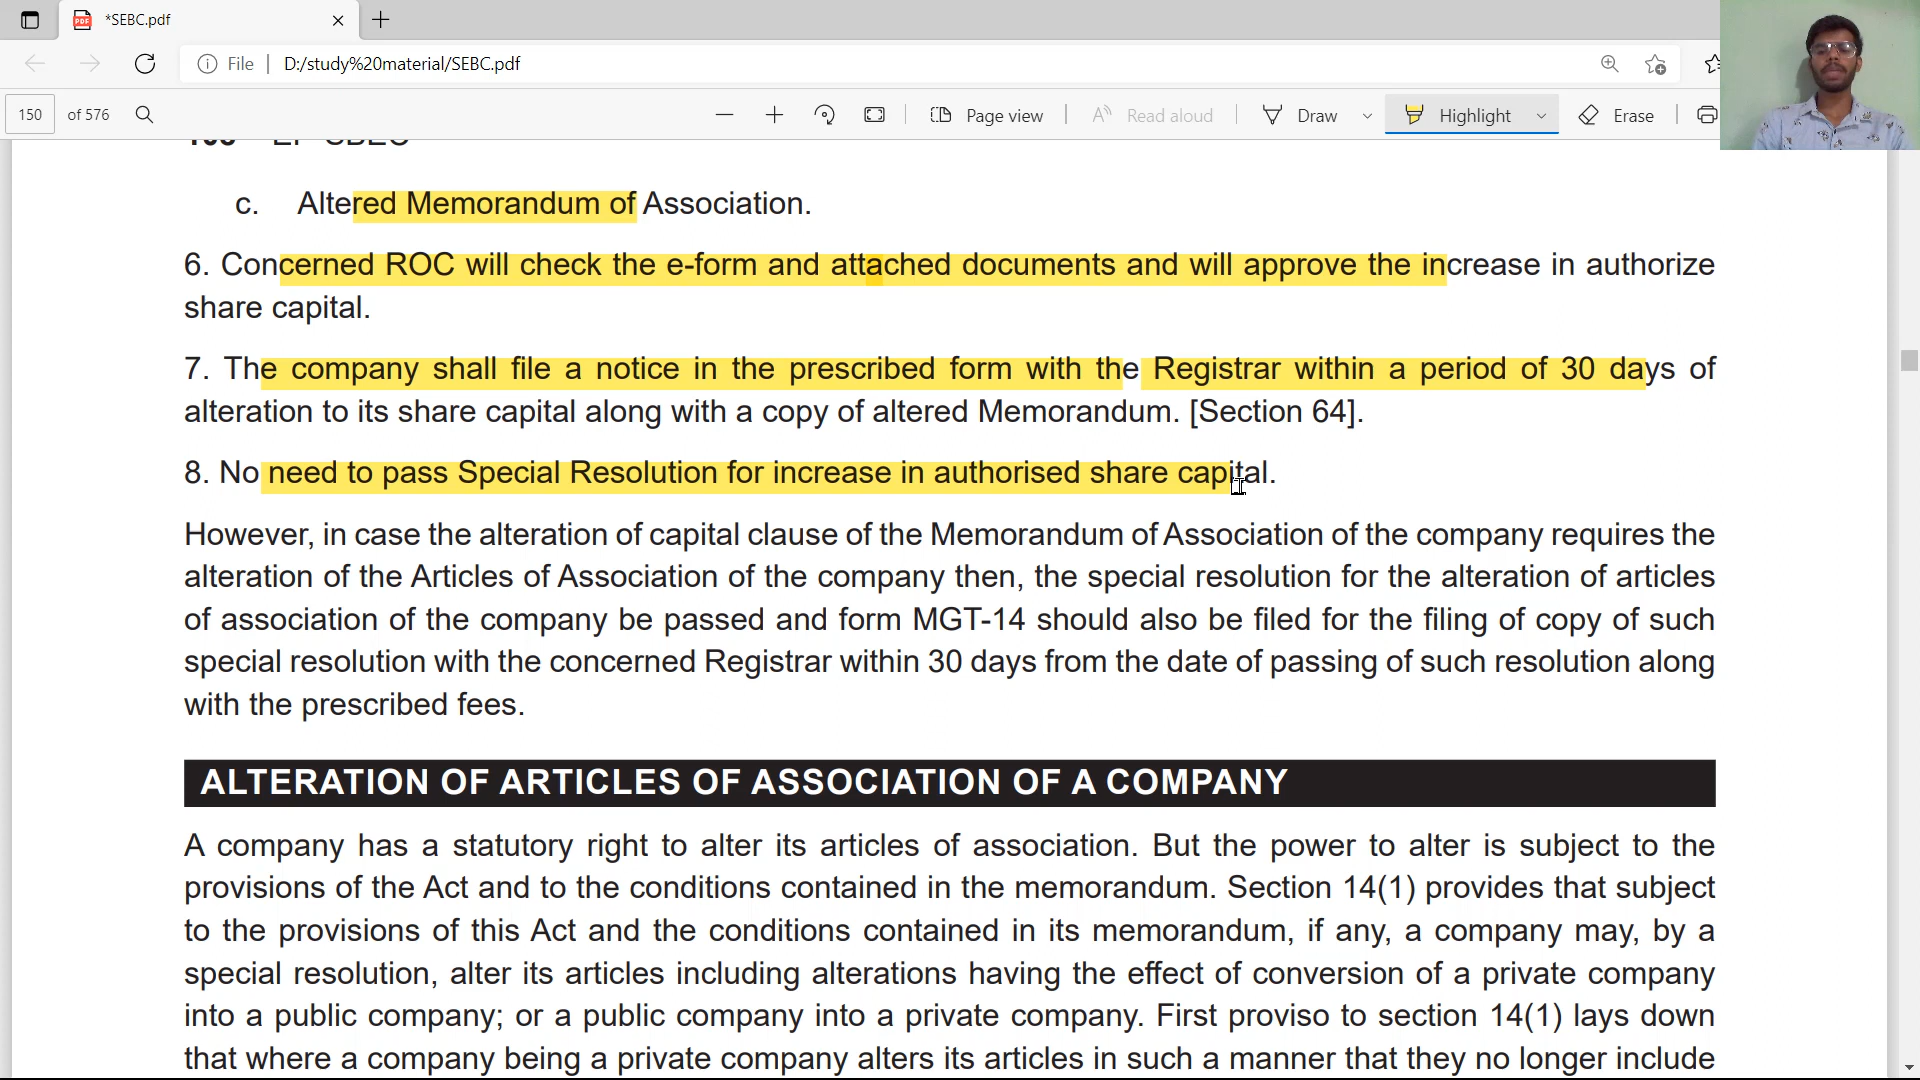 *SEBC.pdf
File
D:/study%20material/SEBC.pdf
150 of 576
Page view
Read aloud
Draw
Highlight
Erase
c. Altered Memorandum of Association.
6. Concerned ROC will check the e-form and attached documents and will approve the increase in authorize
share capital.
7. The company shall file a notice in the prescribed form with the Registrar within a period of 30 days of
alteration to its share capital along with a copy of altered Memorandum. [Section 64].
8. No need to pass Special Resolution for increase in authorised share capital.
However, in case the alteration of capital clause of the Memorandum of Association of the company requires the
alteration of the Articles of Association of the company then, the special resolution for the alteration of articles
of association of the company be passed and form MGT-14 should also be filed for the filing of copy of such
special resolution with the concerned Registrar within 30 days from the date of passing of such resolution along
with the prescribed fees.
ALTERATION OF ARTICLES OF ASSOCIATION OF A COMPANY
A company has a statutory right to alter its articles of association. But the power to alter is subject to the
provisions of the Act and to the conditions contained in the memorandum. Section 14(1) provides that subject
to the provisions of this Act and the conditions contained in its memorandum, if any, a company may, by a
special resolution, alter its articles including alterations having the effect of conversion of a private company
into a public company; or a public company into a private company. First proviso to section 14(1) lays down
that where a company being a private company alters its articles in such a manner that they no longer include